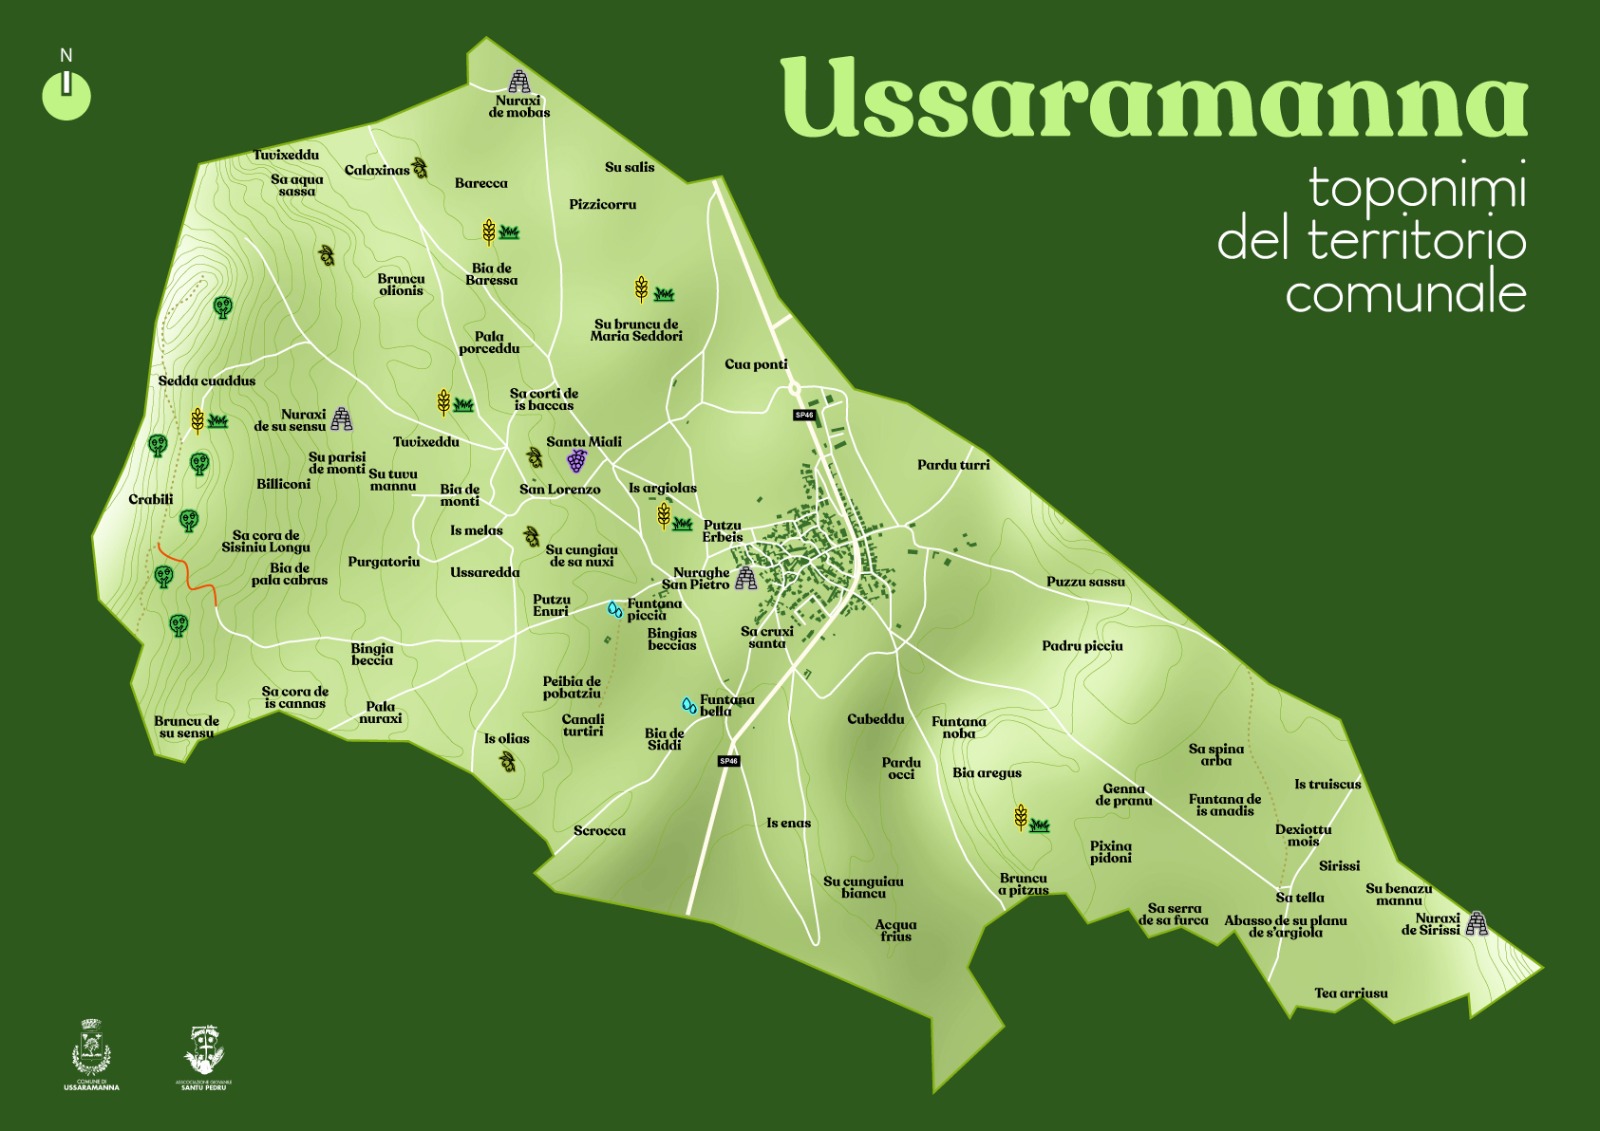 N
Ussaramanna
toponimi
del territorio
comunale
Nuraxi
de mobas
Tuvixeddu
Sa aqua
sassa
Calaxinas
Barecca
Su salis
Pizzicorru
Bruncu
olionis
Bia de
Baressa
Su bruncu de
Maria Seddori
Pala
porceddu
Cua ponti
Sedda cuaddus
Sa corti de
is baccas
SP46
Nuraxi
de su sensu
Tuvixeddu
Santu Miali
Su parisi
de monti
Su tuvu
mannu
Pardu turri
Billiconi
Bia de
monti
San Lorenzo
Is argiolas
Crabili
Is melas
Putzu
Erbeis
Sa cora de
Sisiniu Longu
Su cungiau
de sa nuxi
Purgatoriu
Bia de
pala cabras
Ussaredda
Nuraghe
San Pietro
Puzzu sassu
Putzu
Enuri
Funtana
piccia
Bingias
beccias
Sa cruxi
santa
Padru picciu
Bingia
beccia
Peibia de
pobatziu
Sa cora de
is cannas
Pala
nuraxi
Funtana
bella
Bruncu de
su sensu
Canali
turtiri
Cubeddu
Funtana
noba
Is olias
Bia de
Siddi
Sa spina
arba
SP46
Pardu
occi
Bia aregus
Is truiscus
Genna
de pranu
Funtana de
is anadis
Scrocca
Is enas
Dexiottu
mois
Pixina
pidoni
Sirissi
Su cunguiau
biancu
Bruncu
a pitzus
Su benazu
mannu
Sa tella
Sa serra
de sa furca
Abasso de su planu
de s'argiola
Nuraxi
de Sirissi
Acqua
frius
Tea arriusu
COMUNE DI
USSARAMANNA
ASSOCIAZIONE GIOVANILE
SANTU PEDRU